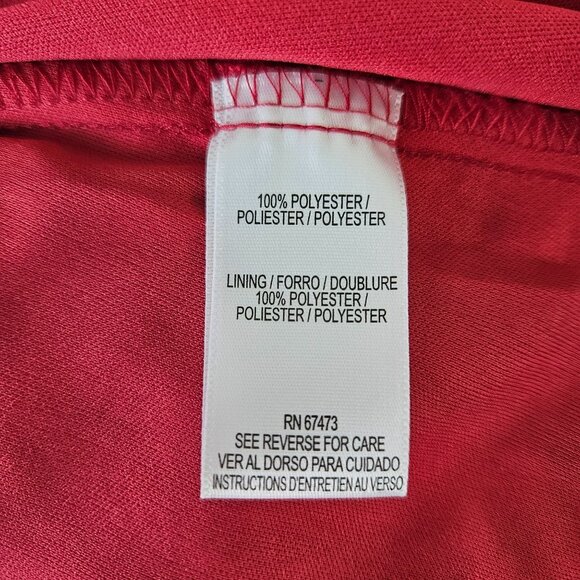 100% POLYESTER /
POLIESTER / POLYESTER
LINING / FORRO / DOUBLURE
100% POLYESTER /
POLIESTER / POLYESTER
RN 67473
SEE REVERSE FOR CARE
VER AL DORSO PARA CUIDADO
INSTRUCTIONS D'ENTRETIEN AU VERSO